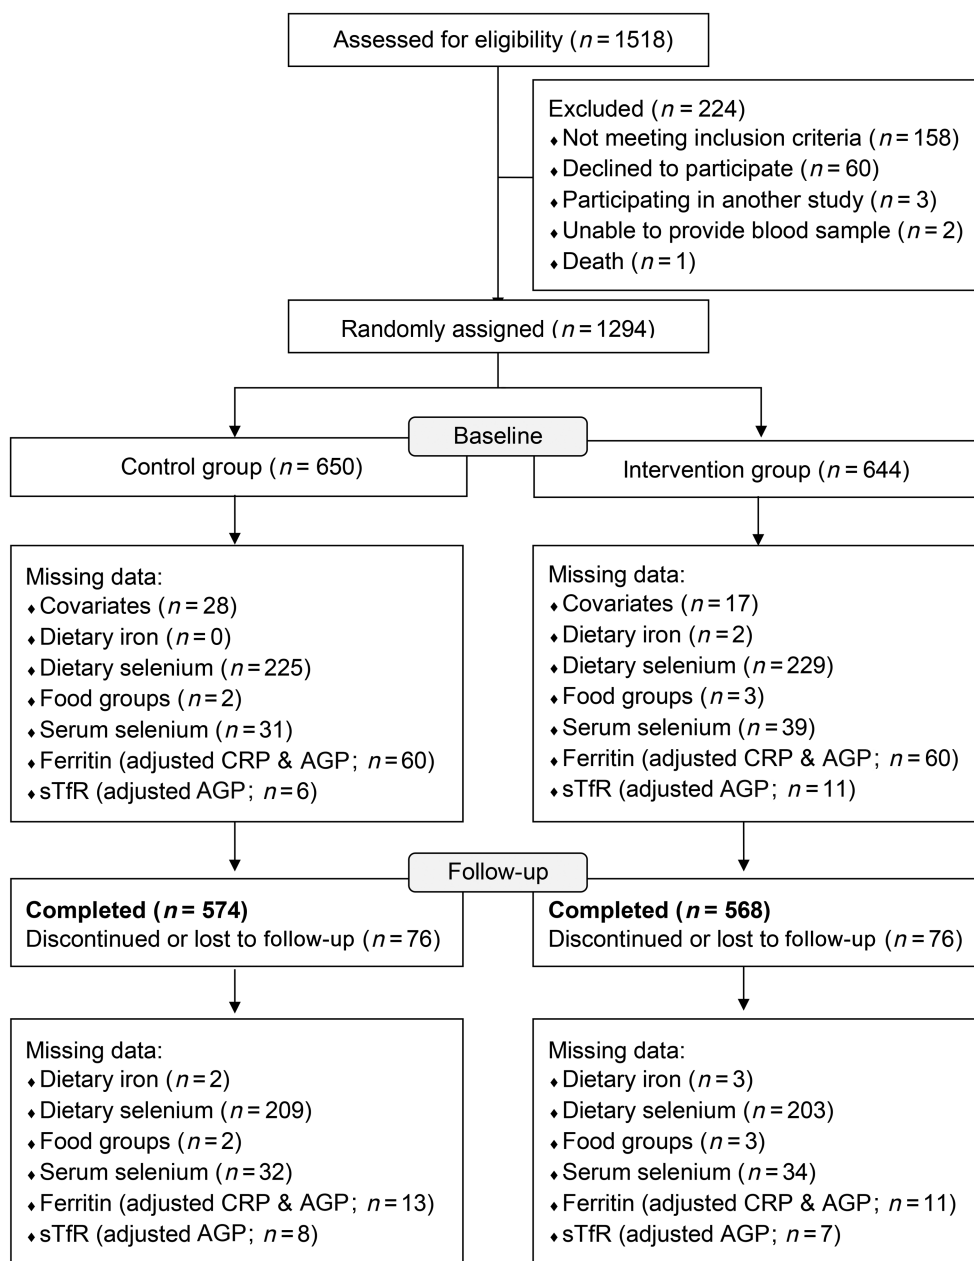 Assessed for eligibility (n = 1518)
Excluded (n = 224)
⬧Not meeting inclusion criteria (n = 158)
⬧Declined to participate (n = 60)
⬧Participating in another study (n = 3)
⬧Unable to provide blood sample (n = 2)
⬧Death (n = 1)
Randomly assigned (n = 1294)
Baseline
Control group (n = 650)
Intervention group (n = 644)
Missing data:
⬧Covariates (n = 28)
⬧Dietary iron (n = 0)
⬧Dietary selenium (n = 225)
⬧Food groups (n = 2)
⬧Serum selenium (n = 31)
⬧Ferritin (adjusted CRP & AGP; n = 60)
⬧sTfR (adjusted AGP; n = 6)
Missing data:
⬧Covariates (n = 17)
⬧Dietary iron (n = 2)
⬧Dietary selenium (n = 229)
⬧Food groups (n = 3)
⬧Serum selenium (n = 39)
⬧Ferritin (adjusted CRP & AGP; n = 60)
⬧sTfR (adjusted AGP; n = 11)
Follow-up
Completed (n = 574)
Discontinued or lost to follow-up (n = 76)
Completed (n = 568)
Discontinued or lost to follow-up (n = 76)
Missing data:
⬧Dietary iron (n = 2)
⬧Dietary selenium (n = 209)
⬧Food groups (n = 2)
⬧Serum selenium (n = 32)
⬧Ferritin (adjusted CRP & AGP; n = 13)
⬧sTfR (adjusted AGP; n = 8)
Missing data:
⬧Dietary iron (n = 3)
⬧Dietary selenium (n = 203)
⬧Food groups (n = 3)
⬧Serum selenium (n = 34)
⬧Ferritin (adjusted CRP & AGP; n = 11)
⬧sTfR (adjusted AGP; n = 7)